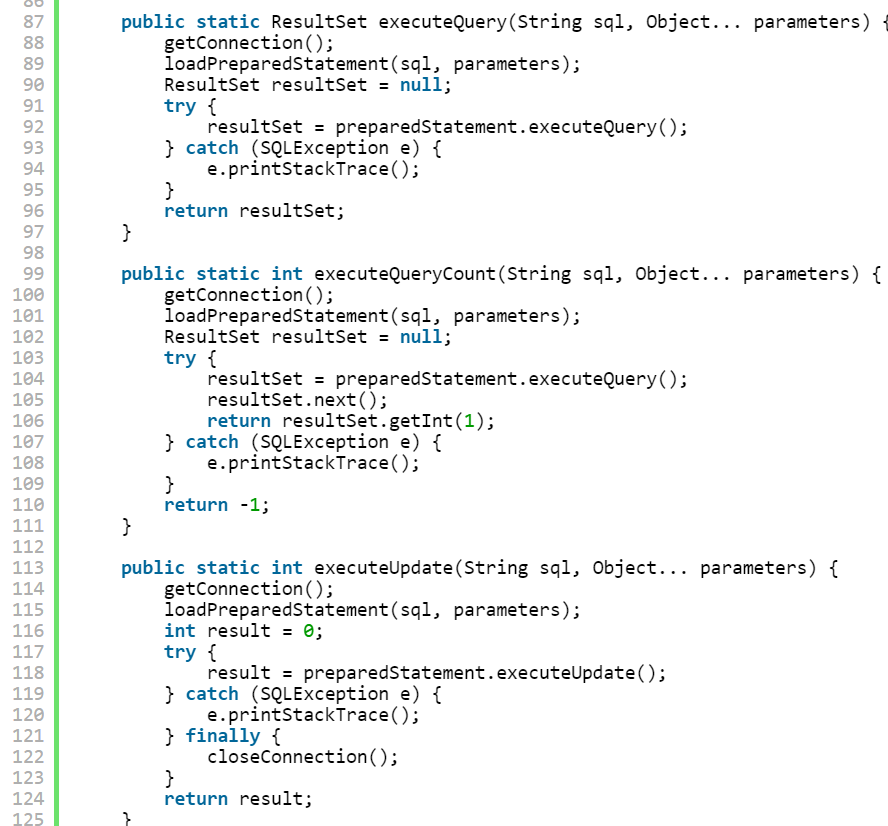 86
87 public static ResultSet executeQuery(String sql, Object... parameters) {
88 getConnection();
89 loadPreparedStatement(sql, parameters);
90 ResultSet resultSet = null;
91 try {
92 resultSet = preparedStatement.executeQuery();
93 } catch (SQLException e) {
94 e.printStackTrace();
95 }
96 return resultSet;
97 }
98
99 public static int executeQueryCount(String sql, Object... parameters) {
100 getConnection();
101 loadPreparedStatement(sql, parameters);
102 ResultSet resultSet = null;
103 try {
104 resultSet = preparedStatement.executeQuery();
105 resultSet.next();
106 return resultSet.getInt(1);
107 } catch (SQLException e) {
108 e.printStackTrace();
109 }
110 return -1;
111 }
112
113 public static int executeUpdate(String sql, Object... parameters) {
114 getConnection();
115 loadPreparedStatement(sql, parameters);
116 int result = 0;
117 try {
118 result = preparedStatement.executeUpdate();
119 } catch (SQLException e) {
120 e.printStackTrace();
121 } finally {
122 closeConnection();
123 }
124 return result;
125 }